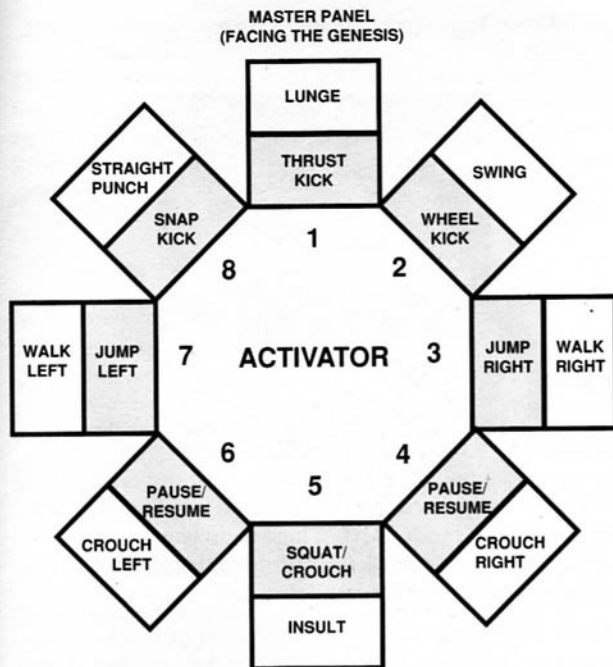 MASTER PANEL
(FACING THE GENESIS)
LUNGE
THRUST
KICK
STRAIGHT
PUNCH
SNAP
KICK
SWING
WHEEL
KICK
1
8
2
WALK
LEFT
JUMP
LEFT
7
ACTIVATOR
3
JUMP
RIGHT
WALK
RIGHT
6
5
4
PAUSE/
RESUME
CROUCH
LEFT
SQUAT/
CROUCH
INSULT
PAUSE/
RESUME
CROUCH
RIGHT